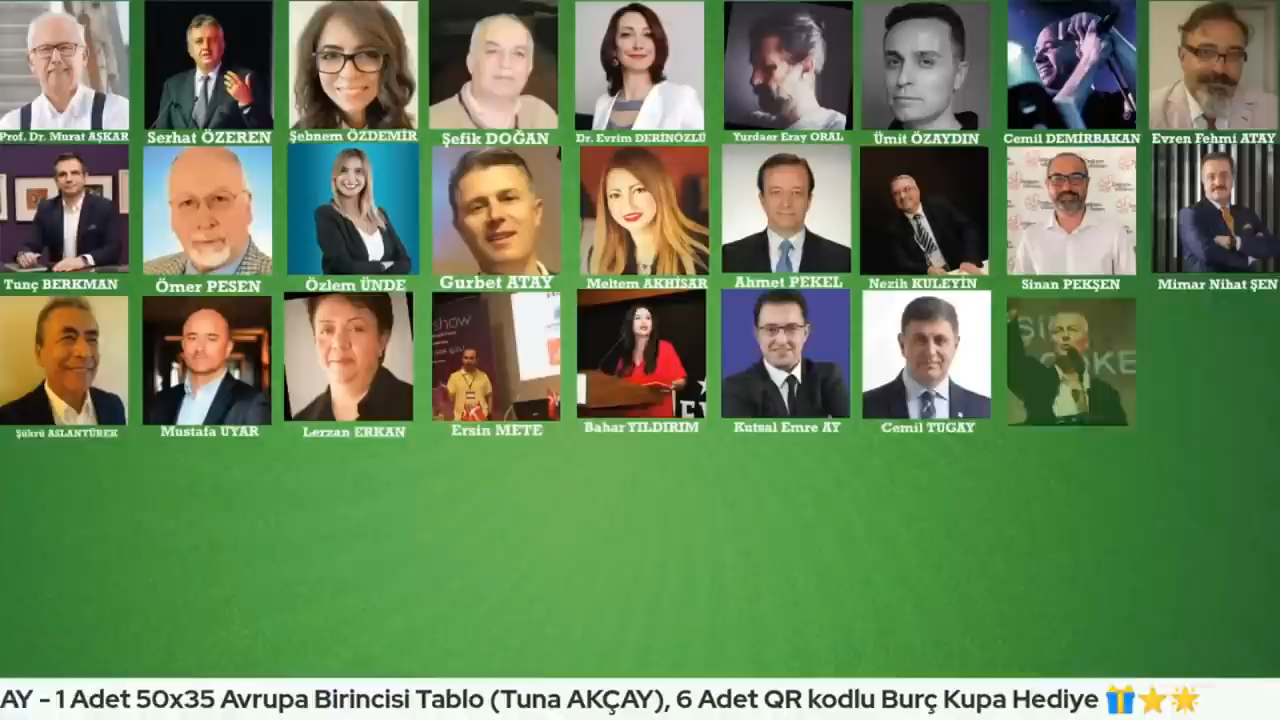 Prof. Dr. Murat AŞKAR
Serhat ÖZEREN
Şebnem ÖZDEMİR
Şefik DOĞAN
Dr. Evrim DERİNÖZLÜ
Yurdaer Eray ORAL
Ümit ÖZAYDIN
Cemil DEMİRBAKAN
Evren Fehmi ATAY
Tunç BERKMAN
Ömer PESEN
Özlem ÜNDE
Gurbet ATAY
Meltem AKHİSAR
Ahmet PEKEL
Nezih KULEYİN
Sinan PEKŞEN
Mimar Nihat ŞEN
show
Şükrü ASLANYÜREK
Mustafa UYAR
Lerzan ERKAN
Ersin METE
Bahar YILDIRIM
Kutsal Emre AY
Cemil TUGAY
AY - 1 Adet 50x35 Avrupa Birincisi Tablo (Tuna AKÇAY), 6 Adet QR kodlu Burç Kupa Hediye